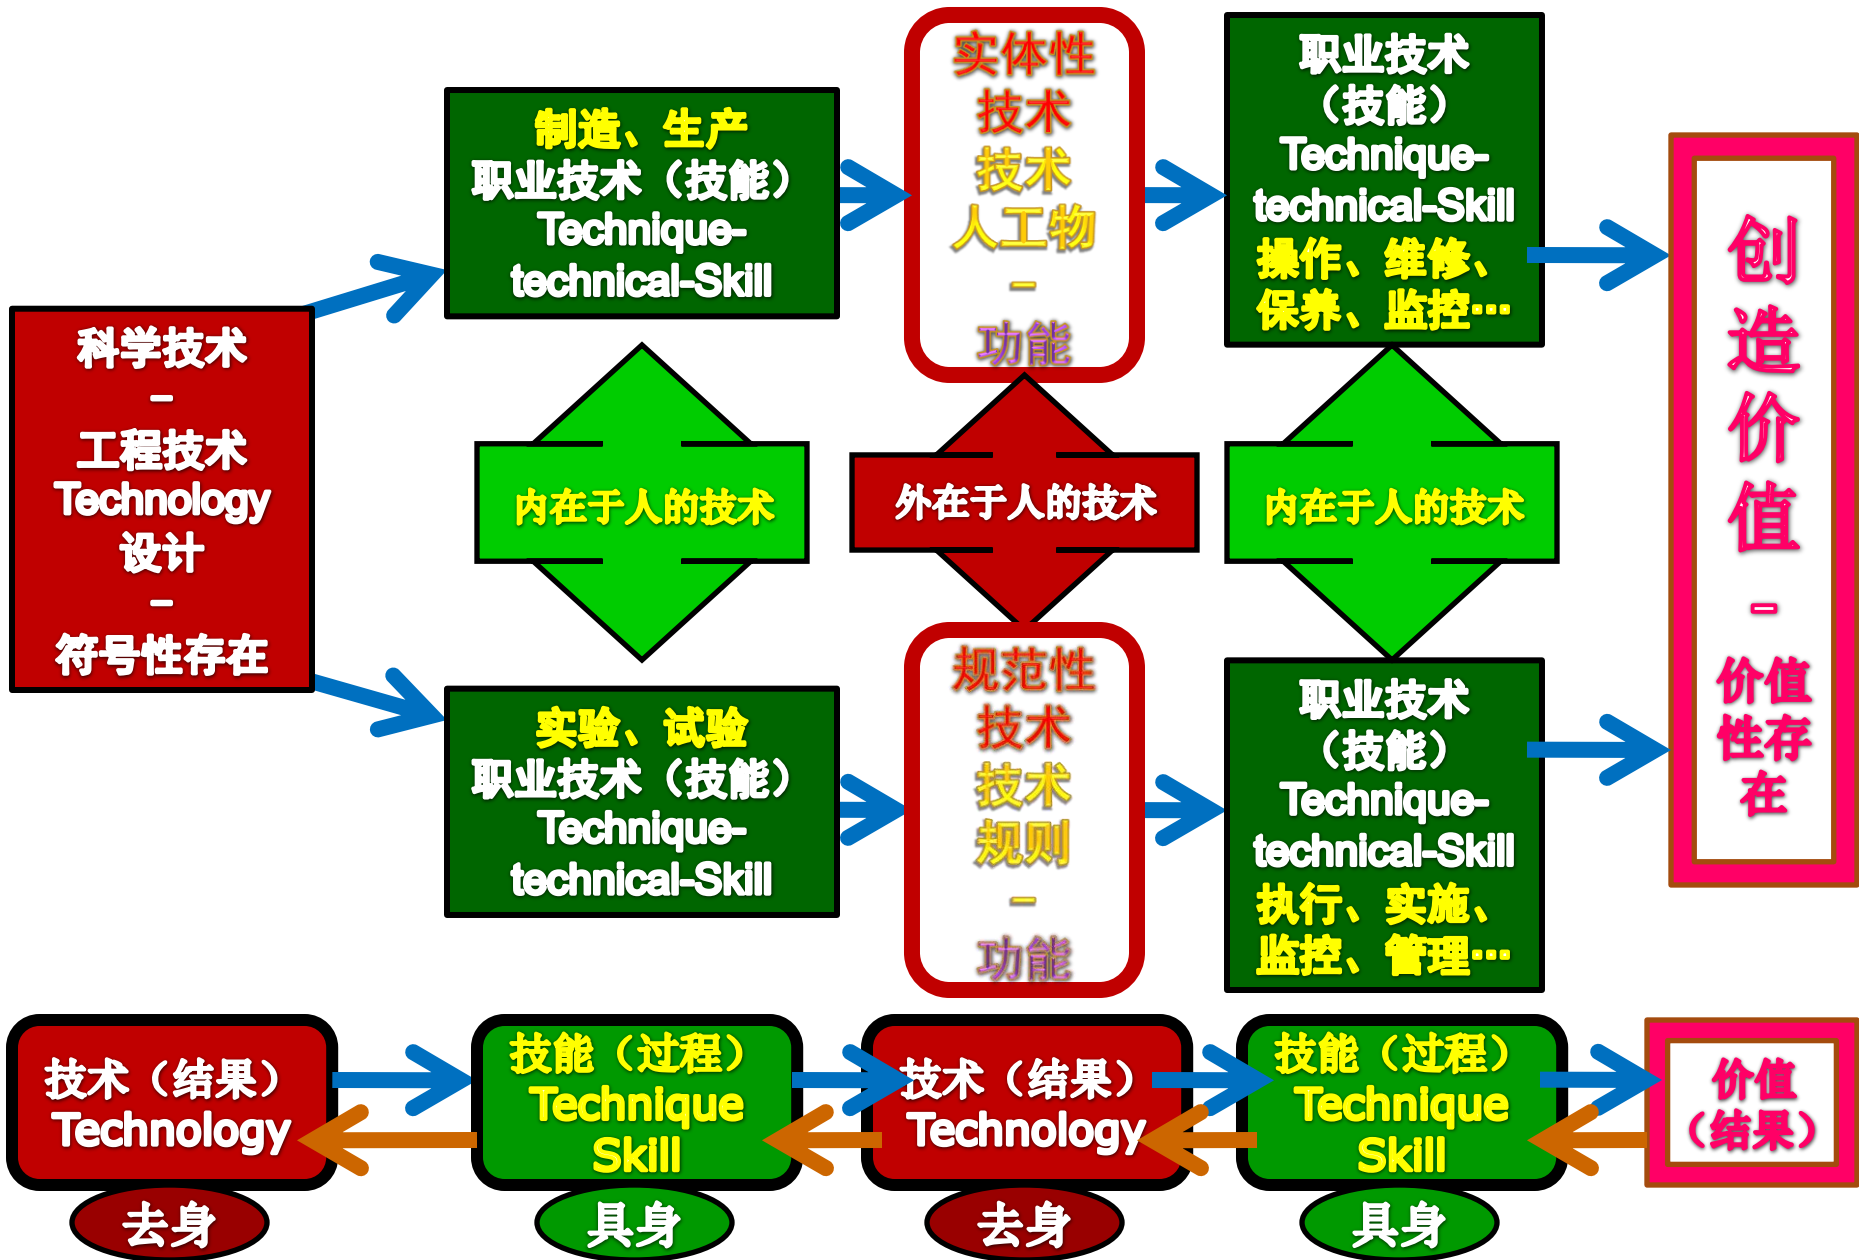 科学技术
–
工程技术
Technology
设计
–
符号性存在
制造、生产
职业技术（技能）
Technique-
technical-Skill
实体性
技术
技术
人工物
–
功能
职业技术
（技能）
Technique-
technical-Skill
操作、维修、
保养、监控…
内在于人的技术
外在于人的技术
内在于人的技术
实验、试验
职业技术（技能）
Technique-
technical-Skill
规范性
技术
技术
规则
–
功能
职业技术
（技能）
Technique-
technical-Skill
执行、实施、
监控、管理…
创
造
价
值
–
价值
性存
在
技术（结果）
Technology
技能（过程）
Technique
Skill
技术（结果）
Technology
技能（过程）
Technique
Skill
价值
（结果）
去身
具身
去身
具身